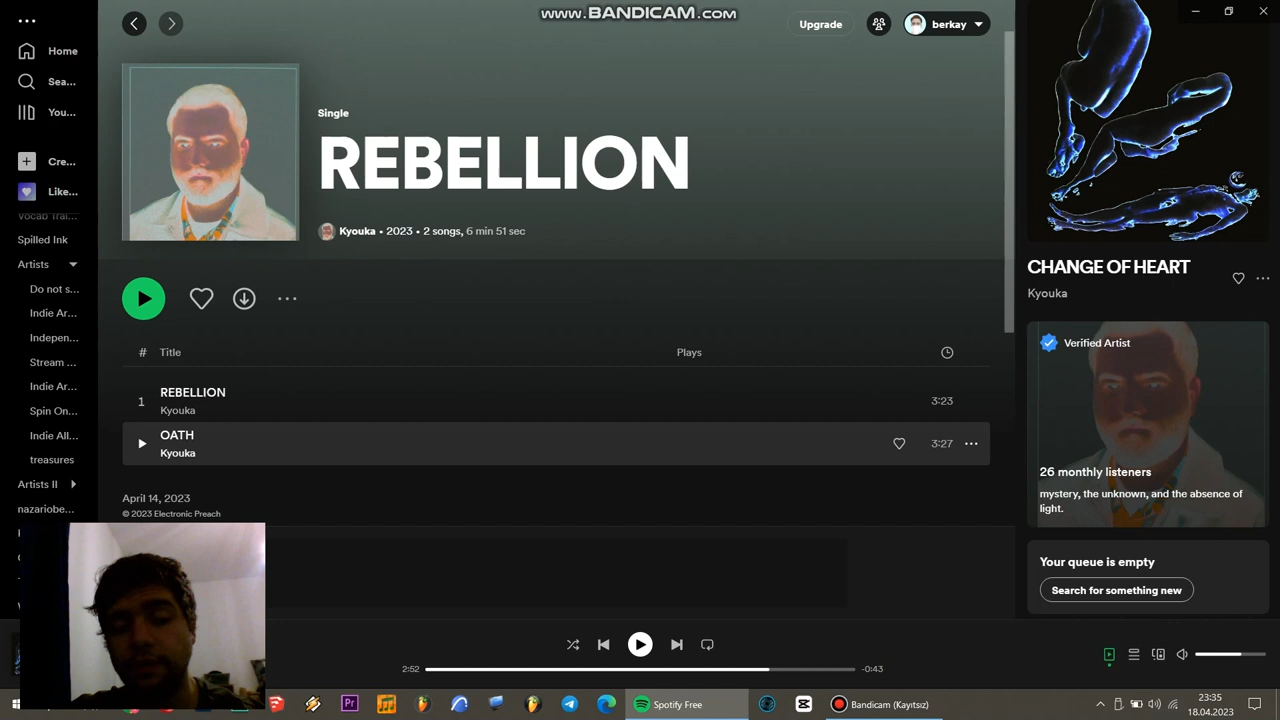 www.BANDICAM.com
Upgrade
berkay
Home
Sea...
You...
Cre...
Like...
Vocab Trai...
Spilled Ink
Artists
Do not s...
Indie Ar...
Indepen...
Stream ...
Indie Ar...
Spin On...
Indie All...
treasures
Artists II
nazariobe...
Single
REBELLION
Kyouka • 2023 • 2 songs, 6 min 51 sec
# Title Plays
1 REBELLION 3:23
Kyouka
OATH 3:27
Kyouka
April 14, 2023
© 2023 Electronic Preach
CHANGE OF HEART
Kyouka
Verified Artist
26 monthly listeners
mystery, the unknown, and the absence of
light.
Your queue is empty
Search for something new
2:52 -0:43
Pr
Spotify Free
Bandicam (Kayıtsız)
23:35
18.04.2023